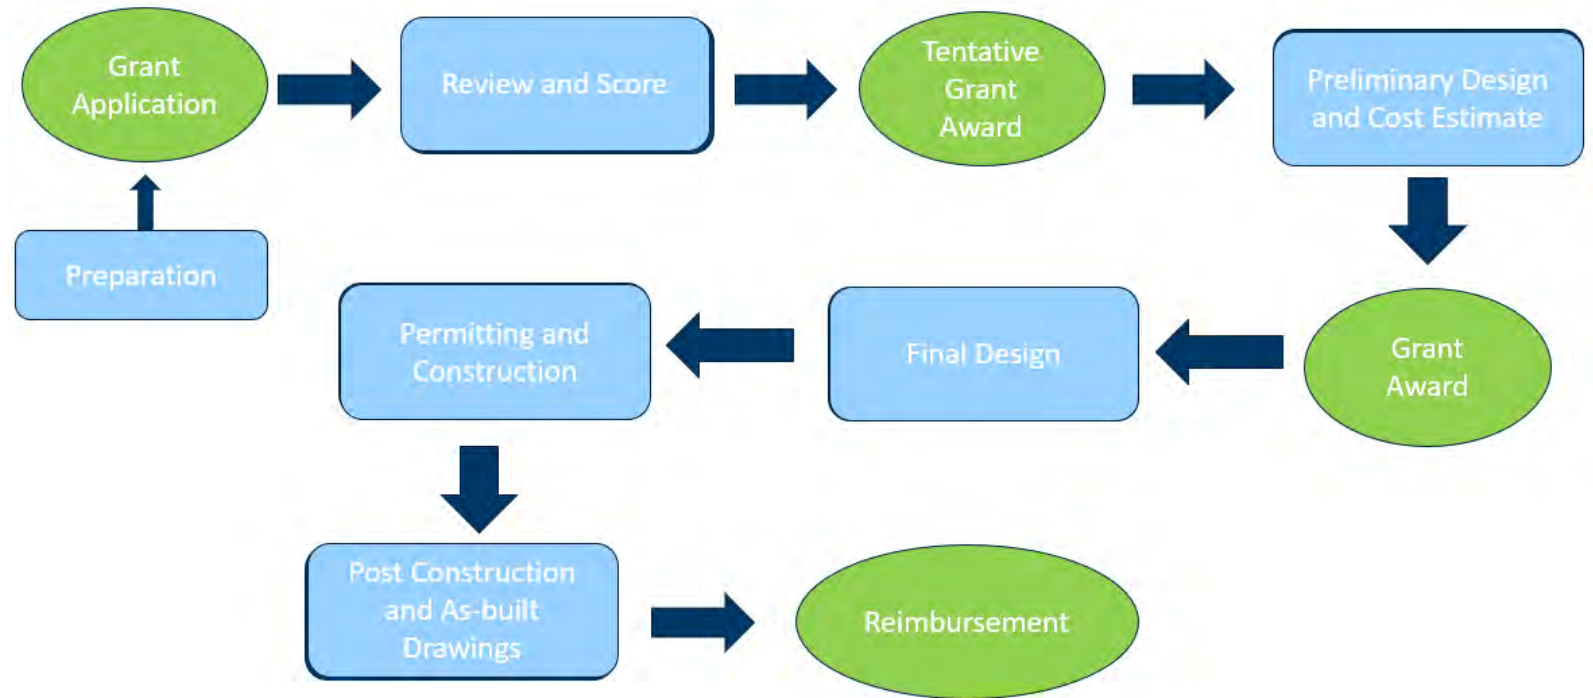 Grant
Application
Review and Score
Tentative
Grant
Award
Preliminary Design
and Cost Estimate
Preparation
Permitting and
Construction
Final Design
Grant
Award
Post Construction
and As-built
Drawings
Reimbursement